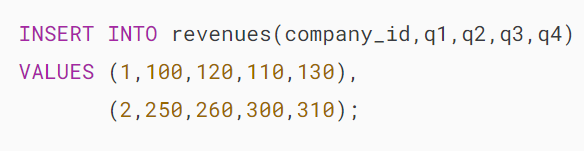 INSERT INTO revenues(company_id,q1,q2,q3,q4)
VALUES (1,100,120,110,130),
(2,250,260,300,310);